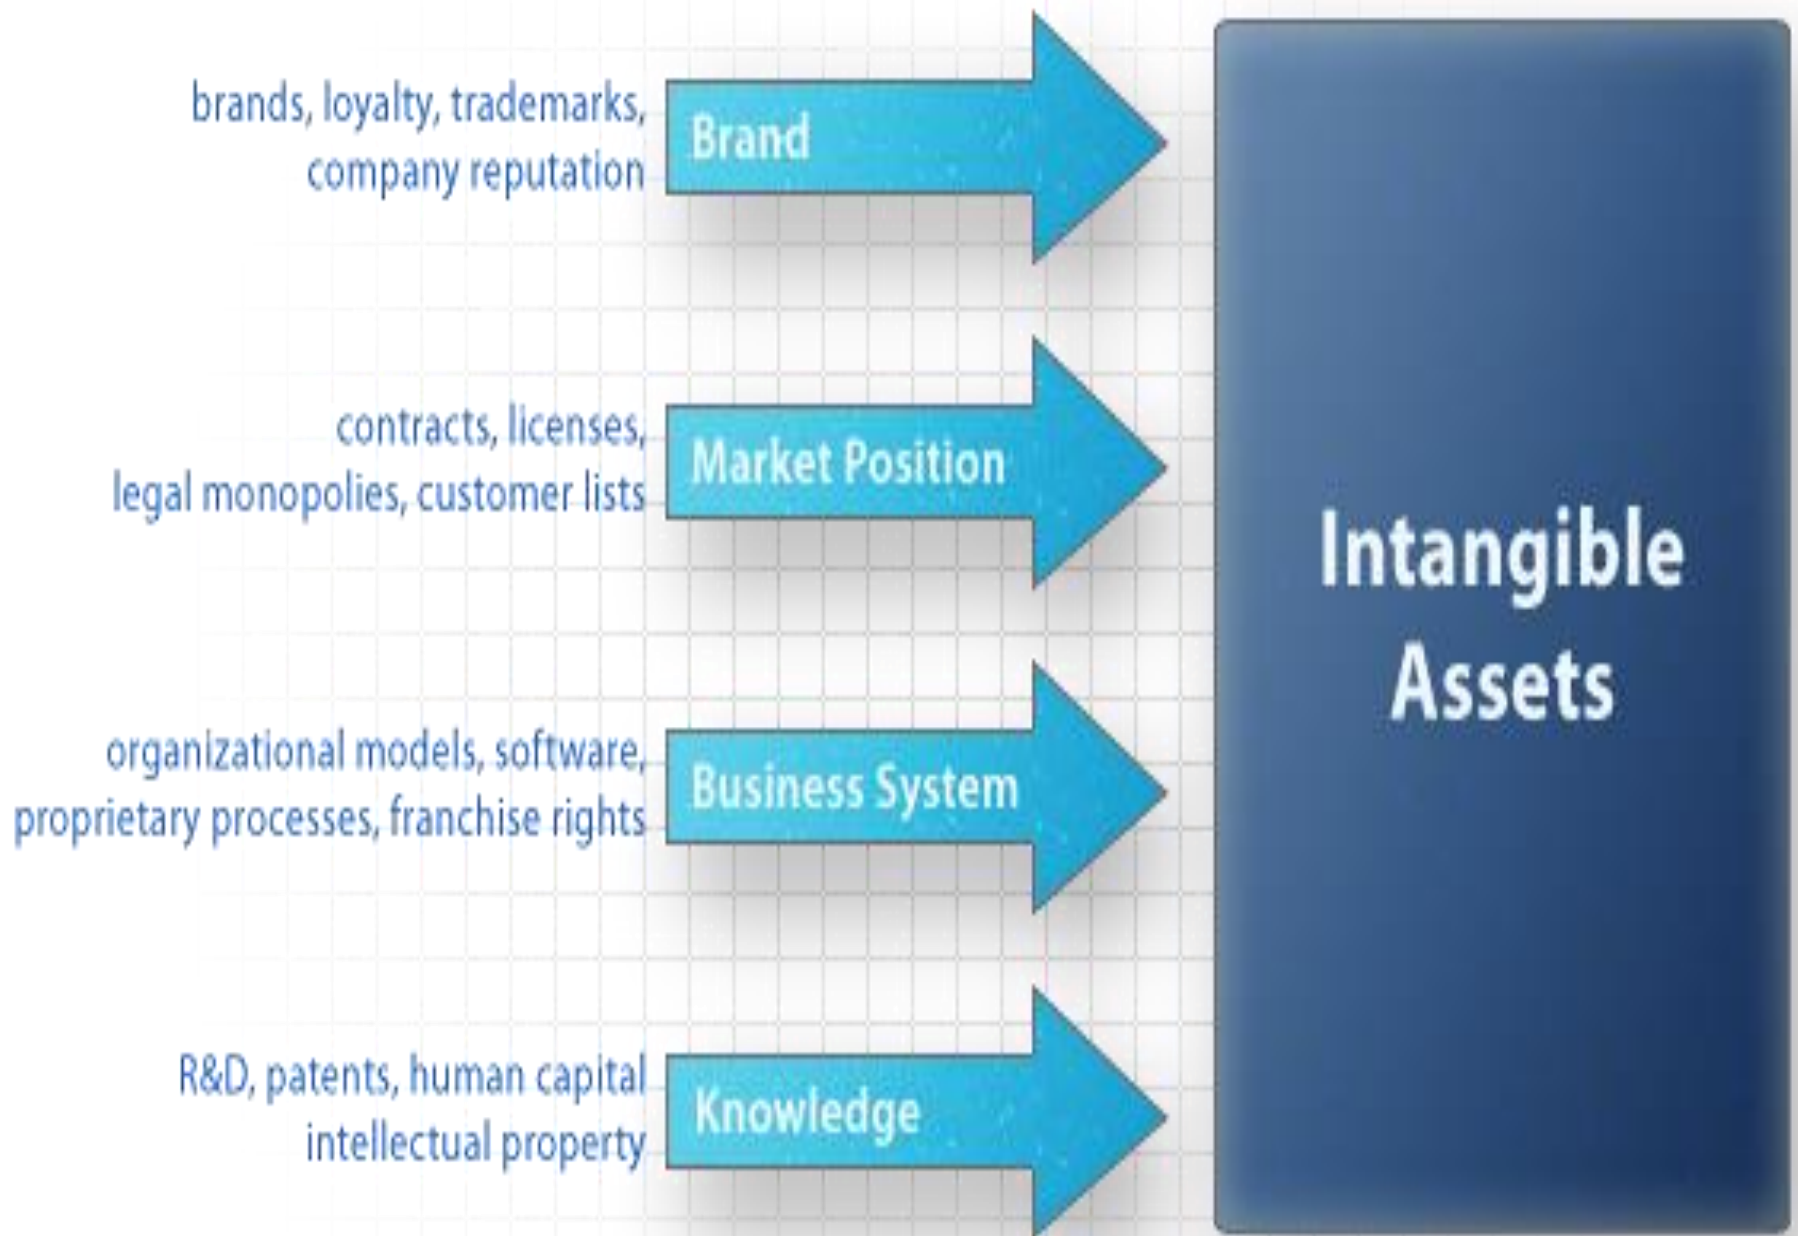 brands, loyalty, trademarks,
company reputation
Brand
contracts, licenses,
legal monopolies, customer lists
Market Position
organizational models, software,
proprietary processes, franchise rights
Business System
R&D, patents, human capital
intellectual property
Knowledge
Intangible
Assets